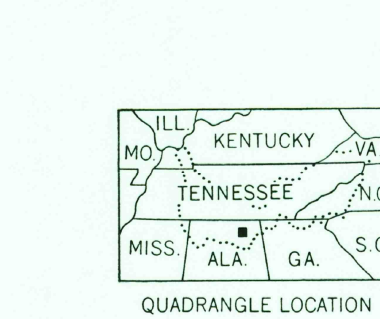 ILL.
KENTUCKY
MO.
VA
TENNESSEE
N.C
MISS.
ALA.
GA.
S.C
QUADRANGLE LOCATION